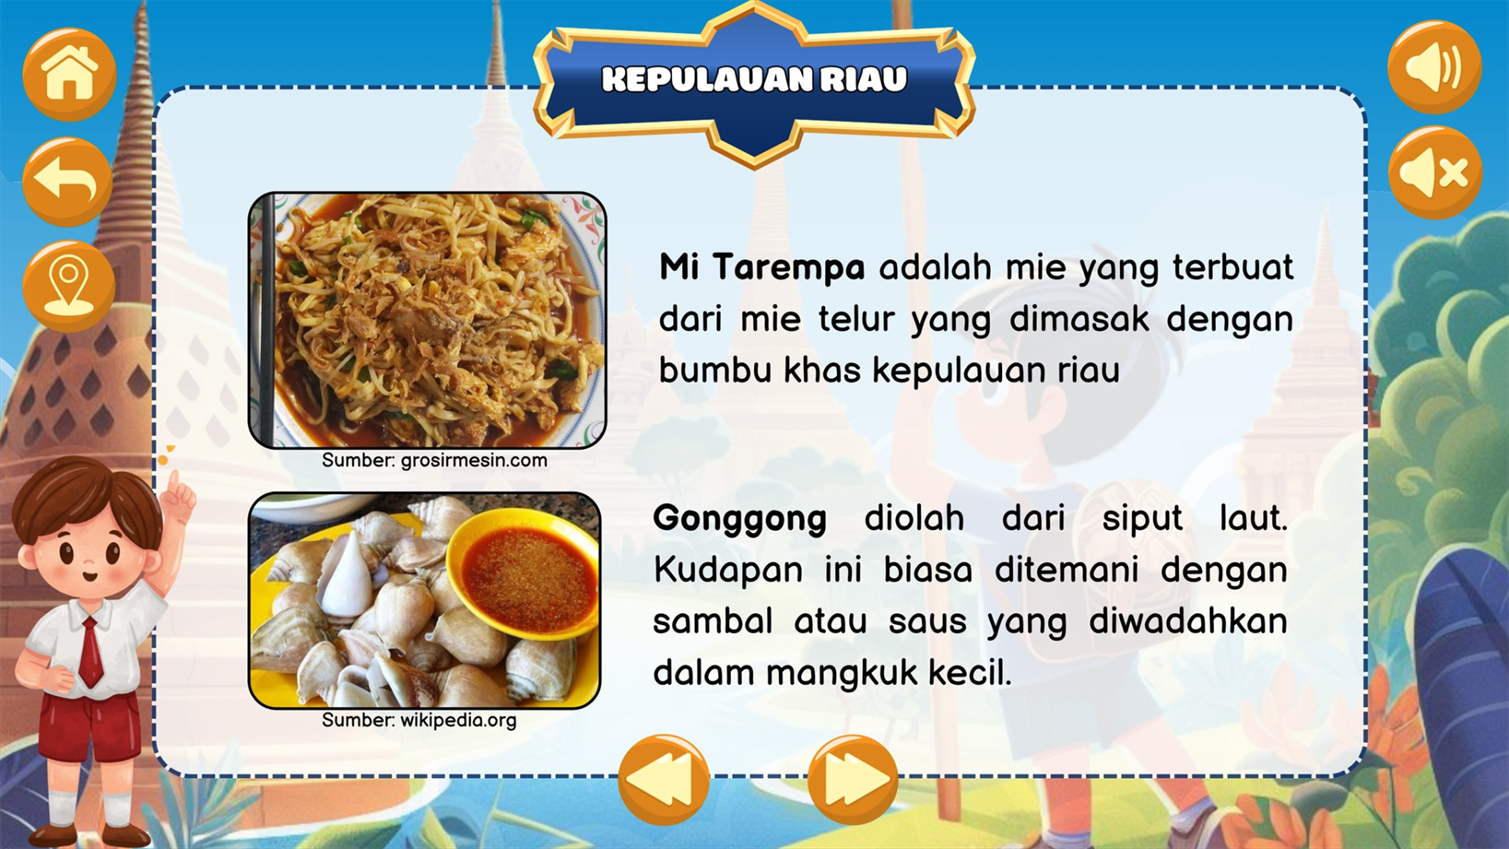 KEPULAUAN RIAU
Mi Tarempa adalah mie yang terbuat
dari mie telur yang dimasak dengan
bumbu khas kepulauan riau
Sumber: grosirmesin.com
Gonggong diolah dari siput laut.
Kudapan ini biasa ditemani dengan
sambal atau saus yang diwadahkan
dalam mangkuk kecil.
Sumber: wikipedia.org